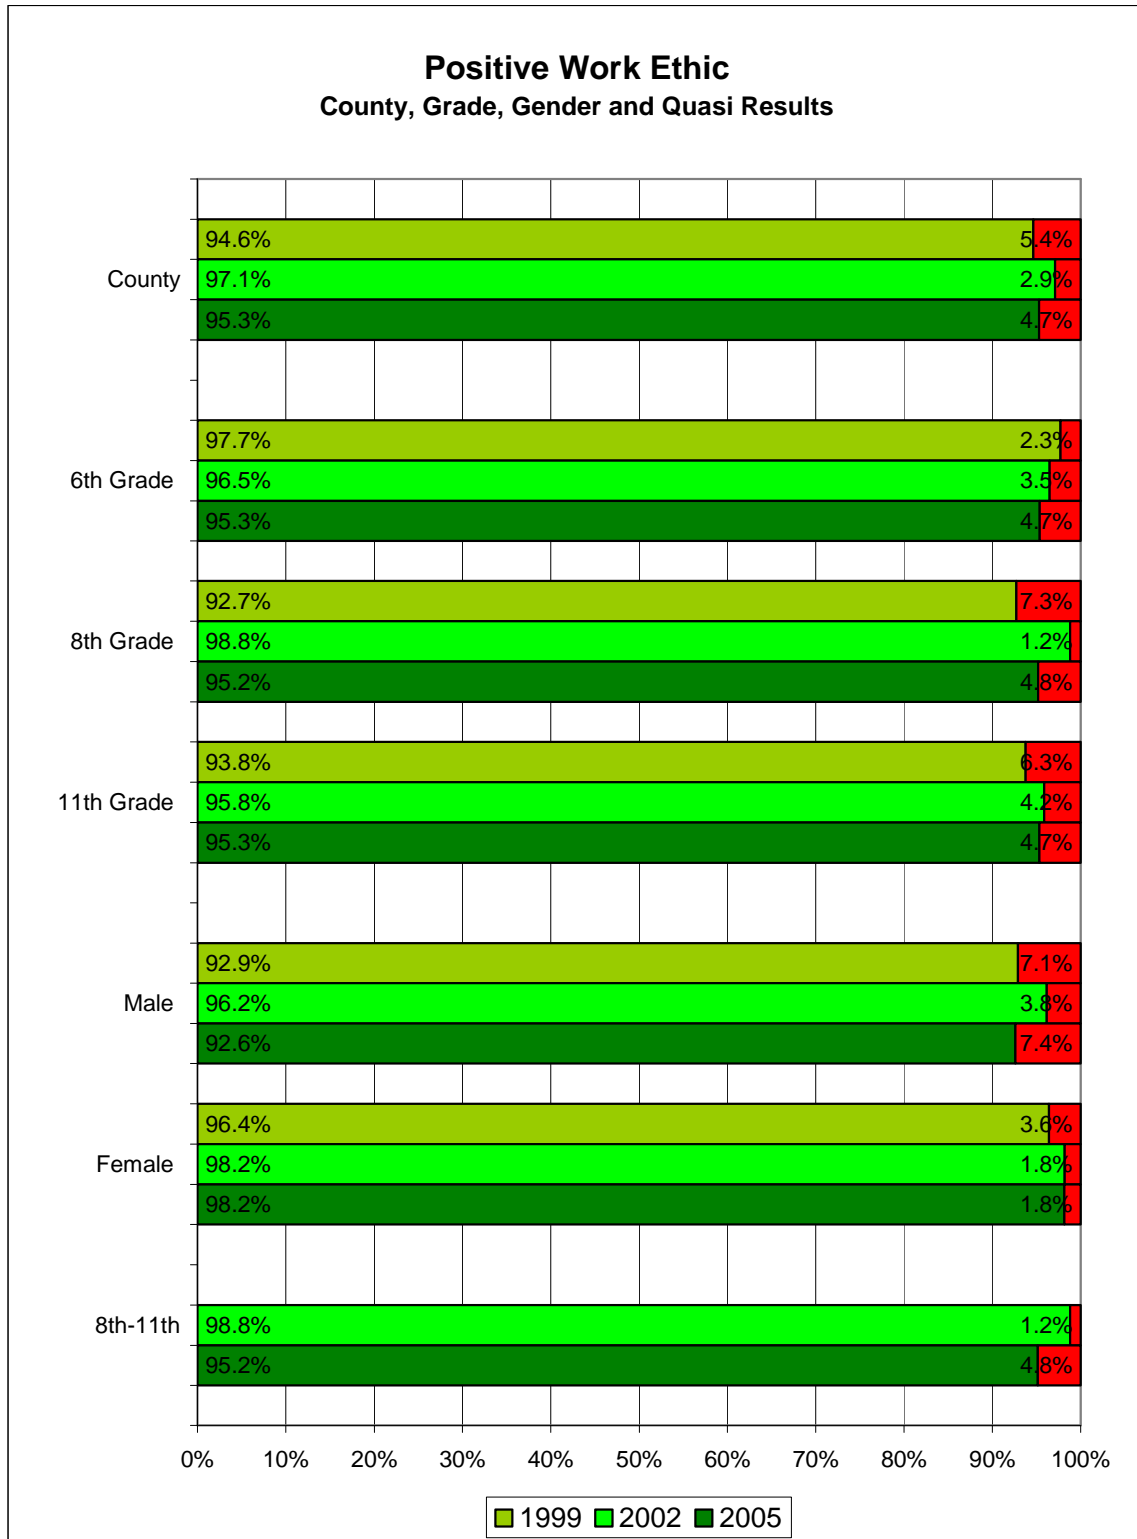 Positive Work Ethic
County, Grade, Gender and Quasi Results
94.6% 5.4%
County 97.1% 2.9%
95.3% 4.7%
97.7% 2.3%
6th Grade 96.5% 3.5%
95.3% 4.7%
92.7% 7.3%
8th Grade 98.8% 1.2%
95.2% 4.8%
93.8% 6.3%
11th Grade 95.8% 4.2%
95.3% 4.7%
92.9% 7.1%
Male 96.2% 3.8%
92.6% 7.4%
96.4% 3.6%
Female 98.2% 1.8%
98.2% 1.8%
8th-11th 98.8% 1.2%
95.2% 4.8%
0% 10% 20% 30% 40% 50% 60% 70% 80% 90% 100%
1999 2002 2005